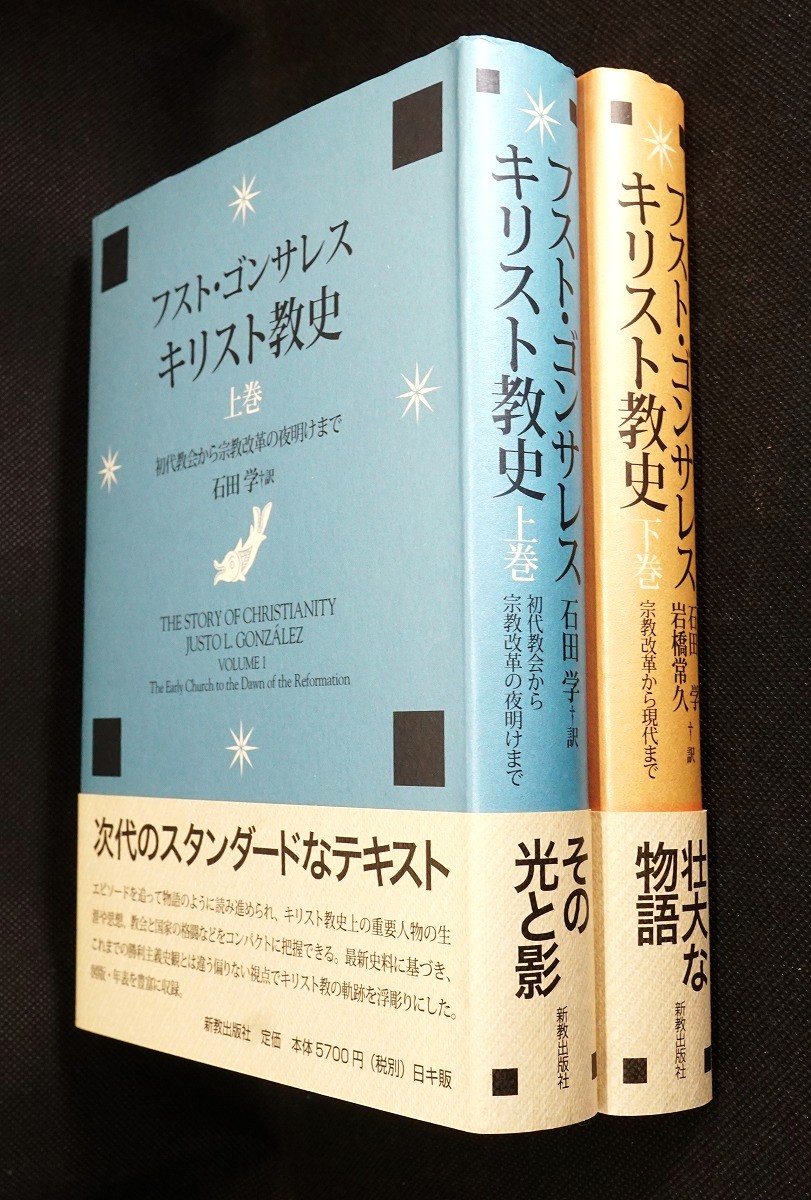 フスト・ゴンサレス
キリスト教史
上巻
初代教会から宗教改革の夜明けまで
石田 学†訳
THE STORY OF CHRISTIANITY
JUSTO L. GONZÁLEZ
VOLUME 1
The Early Church to the Dawn of the Reformation
次代のスタンダードなテキスト
エピソードを追って物語のように読み進められ、キリスト教史上の重要人物の生
涯や思想、教会と国家の格闘などをコンパクトに把握できる。最新史料に基づき、
これまでの勝利主義史観とは違う偏りない視点でキリスト教の軌跡を浮彫りにした。
図版・年表を豊富に収録。
新教出版社 定価 本体5700円(税別)日キ販
フスト・ゴンサレス
キリスト教史 上巻
石田 学†訳
初代教会から
宗教改革の夜明けまで
その
光と影
新教出版社
フスト・ゴンサレス
キリスト教史 下巻
石田 学
岩橋常久 †訳
宗教改革から現代まで
壮大な
物語
新教出版社